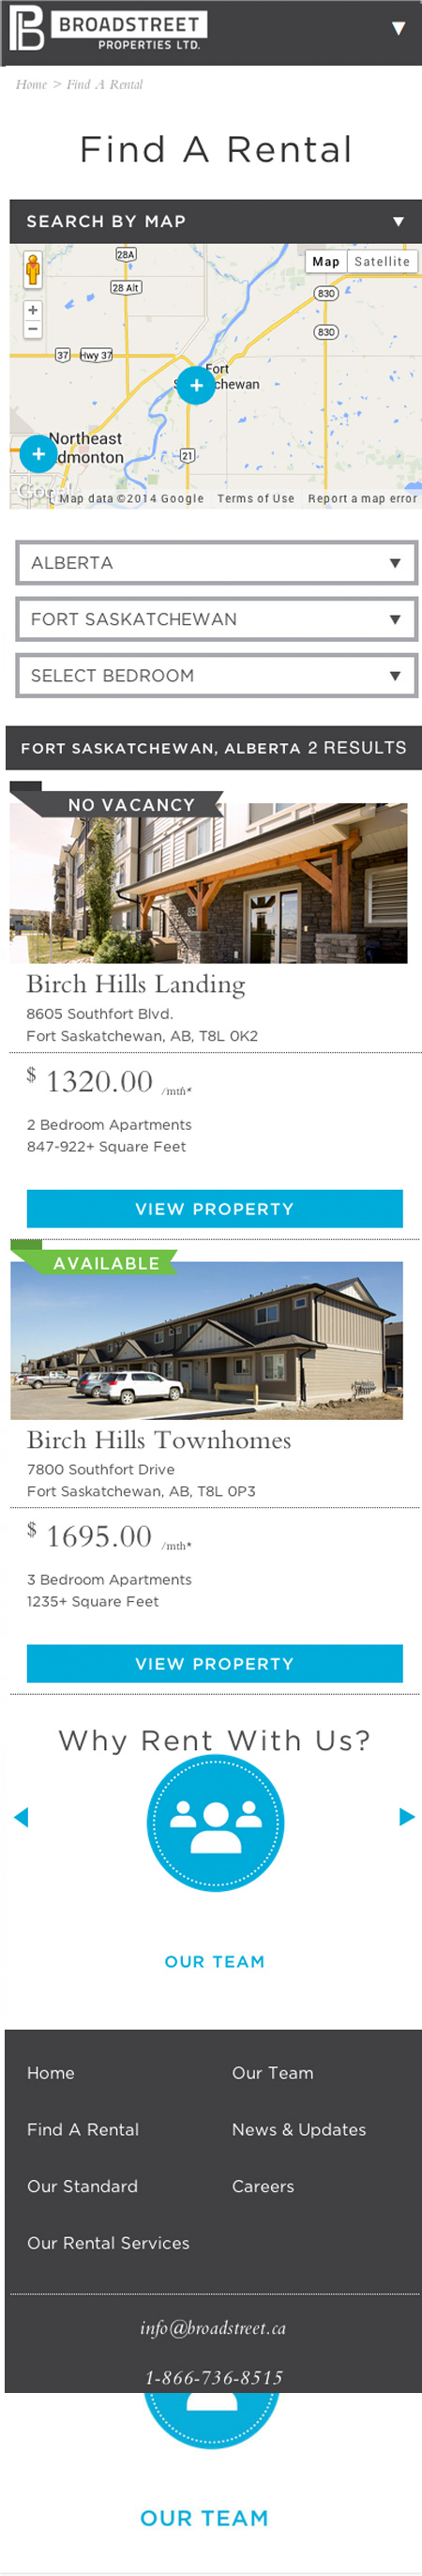 BROADSTREET
PROPERTIES LTD.
▼
Home > Find A Rental
Find A Rental
SEARCH BY MAP ▼
28A
Map Satellite
28 Alt
830
830
37 Hwy 37
Fort
chewan
Northeast
dmonton
21
Map data ©2014 Google Terms of Use Report a map error
ALBERTA ▼
FORT SASKATCHEWAN ▼
SELECT BEDROOM ▼
FORT SASKATCHEWAN, ALBERTA 2 RESULTS
NO VACANCY
Birch Hills Landing
8605 Southfort Blvd.
Fort Saskatchewan, AB, T8L 0K2
$ 1320.00 /mth*
2 Bedroom Apartments
847-922+ Square Feet
VIEW PROPERTY
AVAILABLE
Birch Hills Townhomes
7800 Southfort Drive
Fort Saskatchewan, AB, T8L 0P3
$ 1695.00 /mth*
3 Bedroom Apartments
1235+ Square Feet
VIEW PROPERTY
Why Rent With Us?
OUR TEAM
Home Our Team
Find A Rental News & Updates
Our Standard Careers
Our Rental Services
info@broadstreet.ca
1-866-736-8515
OUR TEAM